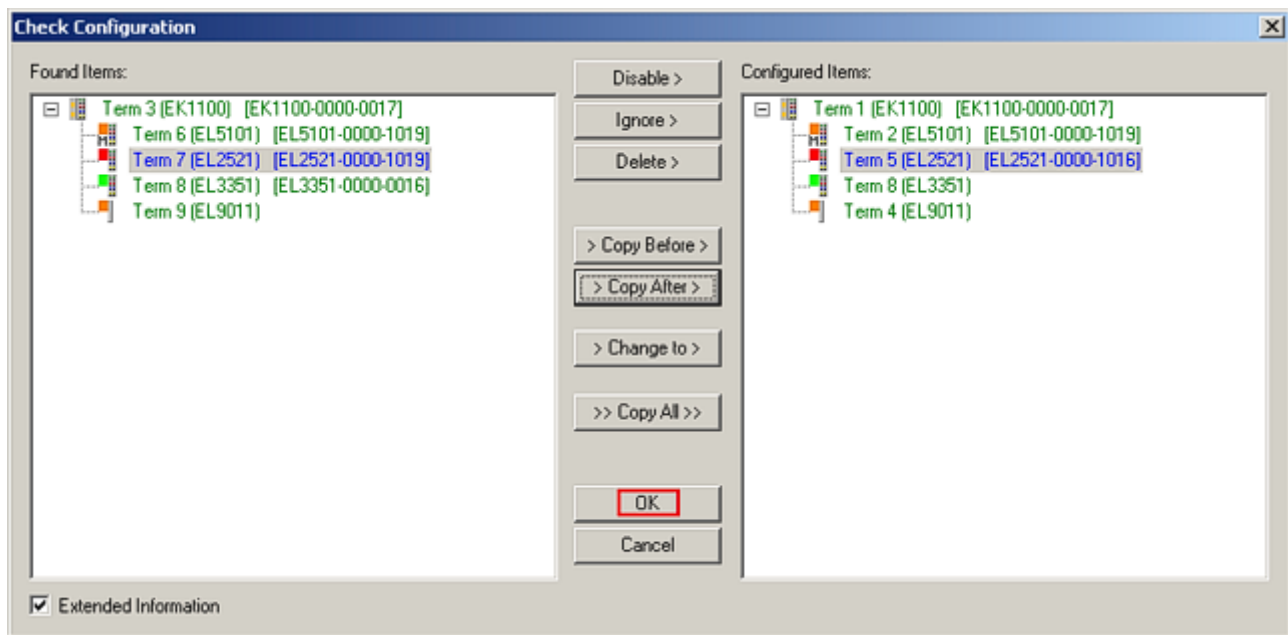 Check Configuration
Found Items:
Term 3 (EK1100) [EK1100-0000-0017]
Term 6 (EL5101) [EL5101-0000-1019]
Term 7 (EL2521) [EL2521-0000-1019]
Term 8 (EL3351) [EL3351-0000-0016]
Term 9 (EL9011)
Disable >
Ignore >
Delete >
> Copy Before >
> Copy After >
> Change to >
>> Copy All >>
OK
Cancel
Configured Items:
Term 1 (EK1100) [EK1100-0000-0017]
Term 2 (EL5101) [EL5101-0000-1019]
Term 5 (EL2521) [EL2521-0000-1016]
Term 8 (EL3351)
Term 4 (EL9011)
Extended Information